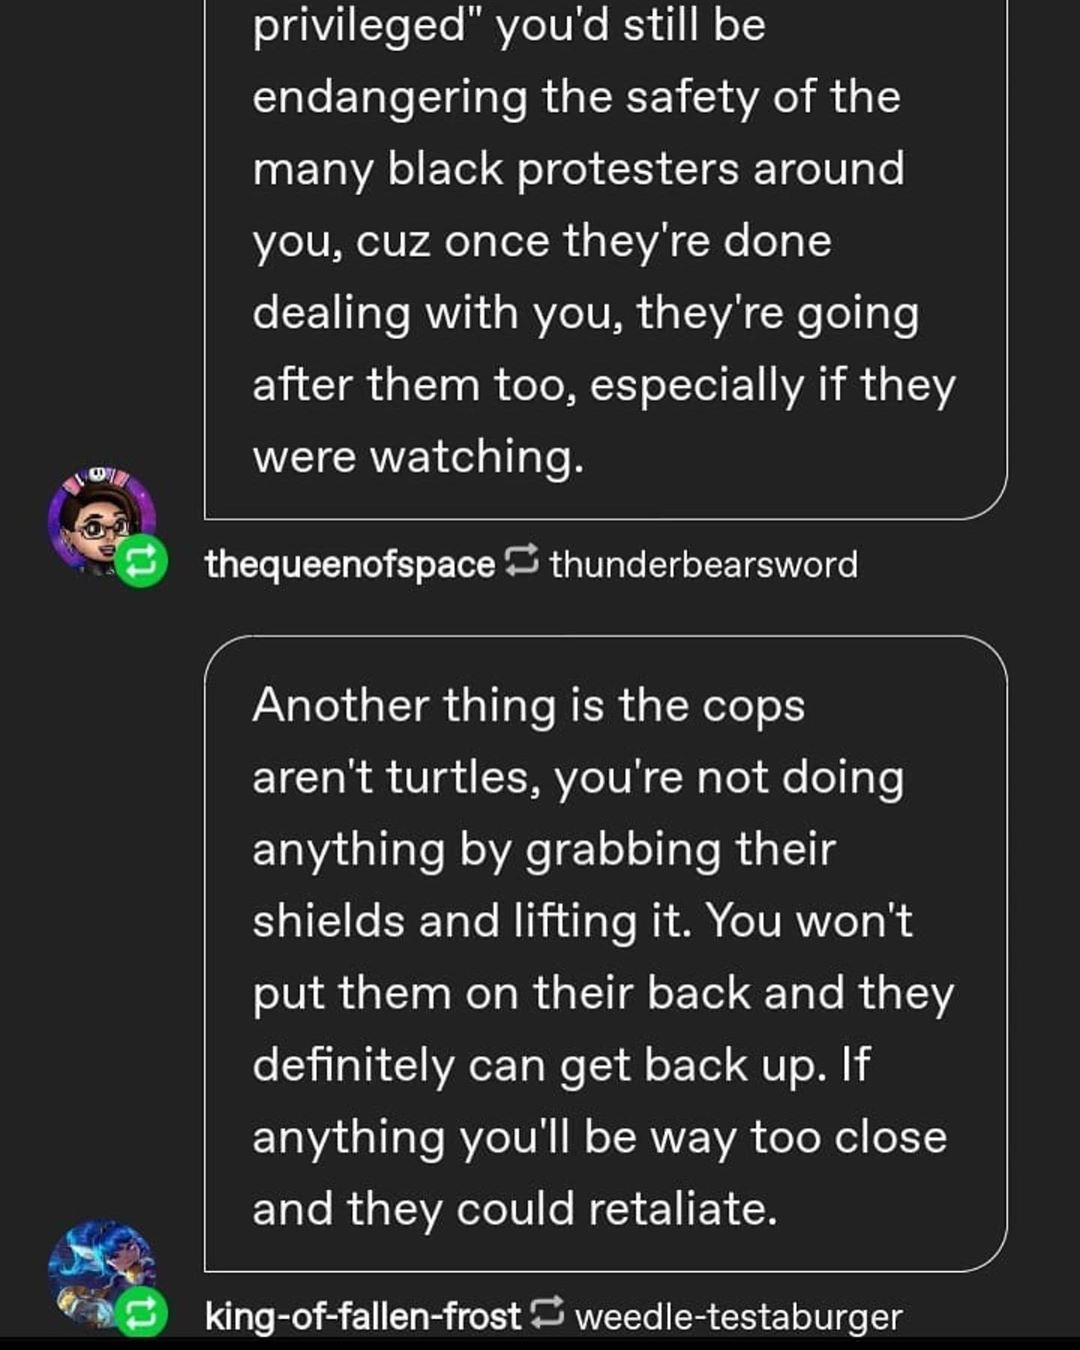 privileged" you'd still be
endangering the safety of the
many black protesters around
you, cuz once they're done
dealing with you, they're going
after them too, especially if they
were watching.
thequeenofspace thunderbearsword
Another thing is the cops
aren't turtles, you're not doing
anything by grabbing their
shields and lifting it. You won't
put them on their back and they
definitely can get back up. If
anything you'll be way too close
and they could retaliate.
king-of-fallen-frost weedle-testaburger